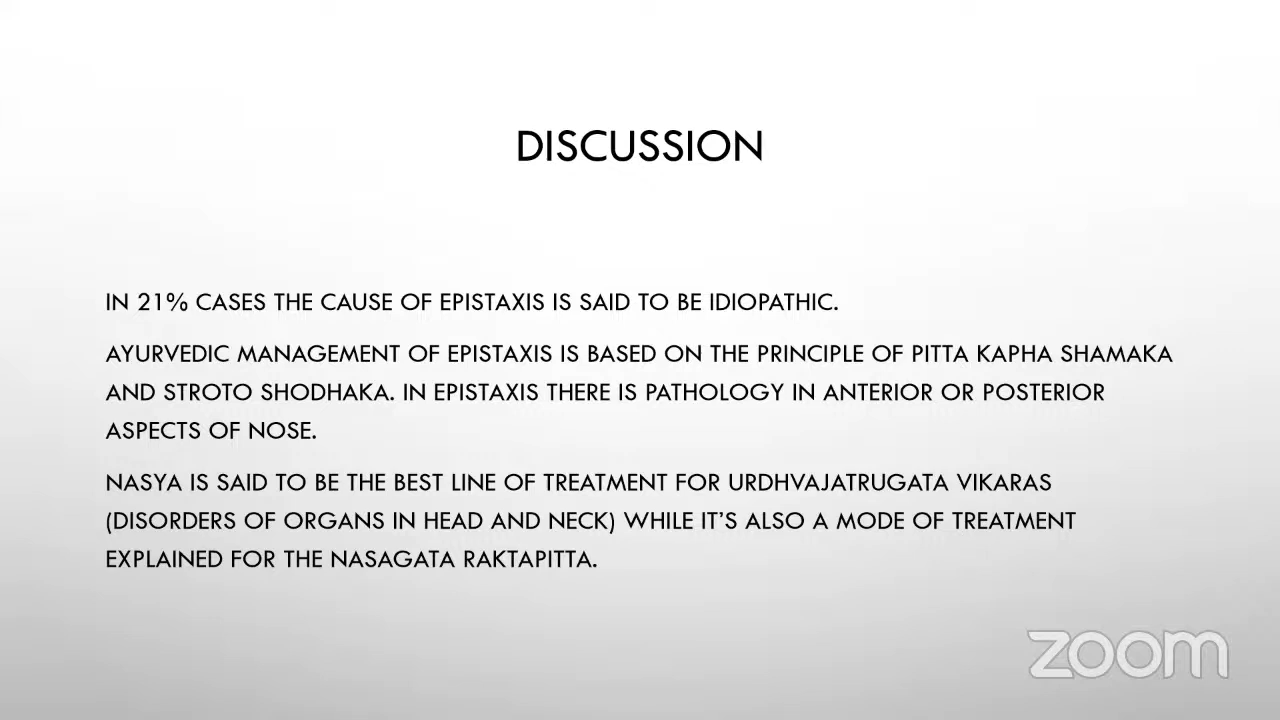 DISCUSSION
IN 21% CASES THE CAUSE OF EPISTAXIS IS SAID TO BE IDIOPATHIC.
AYURVEDIC MANAGEMENT OF EPISTAXIS IS BASED ON THE PRINCIPLE OF PITTA KAPHA SHAMAKA
AND STROTO SHODHAKA. IN EPISTAXIS THERE IS PATHOLOGY IN ANTERIOR OR POSTERIOR
ASPECTS OF NOSE.
NASYA IS SAID TO BE THE BEST LINE OF TREATMENT FOR URDHVAJATRUGATA VIKARAS
(DISORDERS OF ORGANS IN HEAD AND NECK) WHILE IT’S ALSO A MODE OF TREATMENT
EXPLAINED FOR THE NASAGATA RAKTAPITTA.
zoom